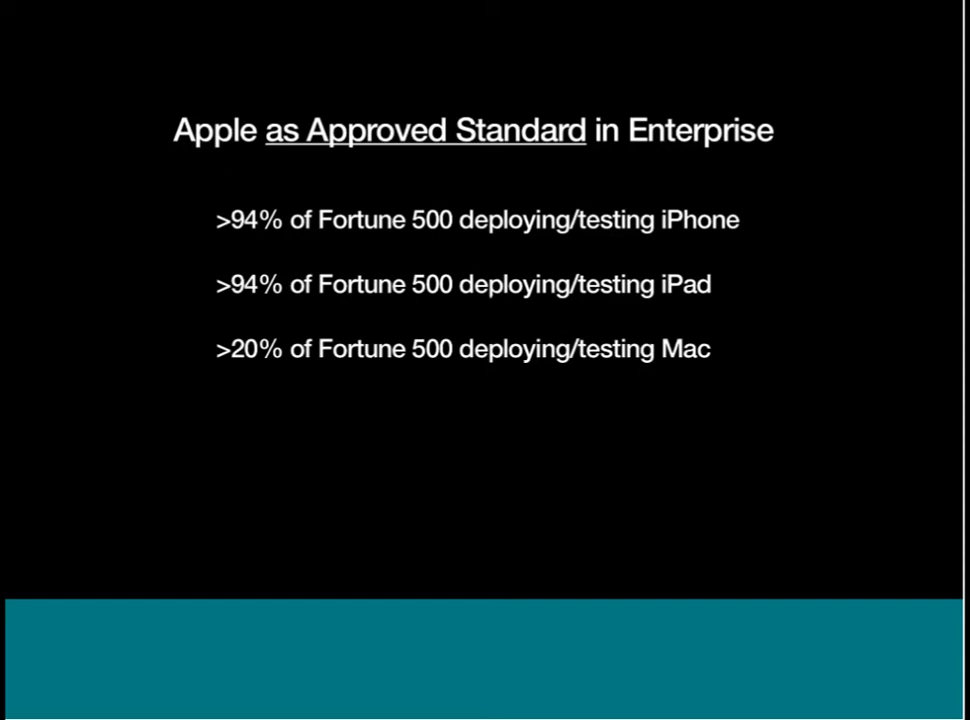 Apple as Approved Standard in Enterprise
>94% of Fortune 500 deploying/testing iPhone
>94% of Fortune 500 deploying/testing iPad
>20% of Fortune 500 deploying/testing Mac